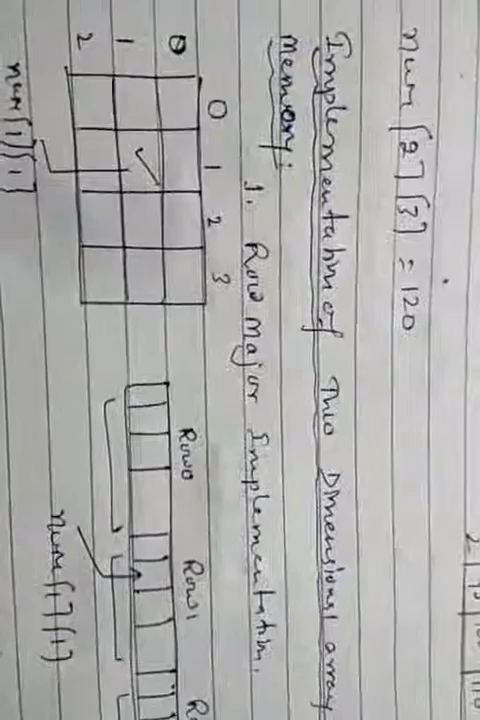 num[2][3] = 120
Implementation of Two Dimensional array
Memory:
1. Row Major Implementation.
0 1 2 3
0
1
2
num[1][1]
Row0 Row1
num[1][1]